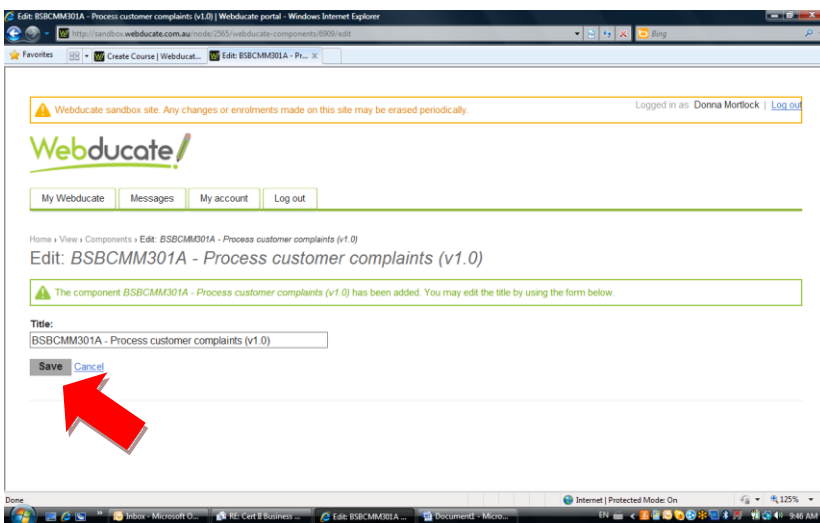 Edit: BSBCMM301A - Process customer complaints (v1.0) | Webducate portal - Windows Internet Explorer
http://sandbox.webducate.com.au/node/2565/webducate-components/6909/edit
Bing
Favorites
Create Course | Webducat...
Edit: BSBCMM301A - Pr...
Webducate sandbox site. Any changes or enrolments made on this site may be erased periodically.
Logged in as Donna Mortlock | Log out
Webducate
My Webducate
Messages
My account
Log out
Home › View › Components › Edit: BSBCMM301A - Process customer complaints (v1.0)
Edit: BSBCMM301A - Process customer complaints (v1.0)
The component BSBCMM301A - Process customer complaints (v1.0) has been added. You may edit the title by using the form below.
Title:
BSBCMM301A - Process customer complaints (v1.0)
Save Cancel
Done
Internet | Protected Mode: On
125%
Inbox - Microsoft O...
RE: Cert II Business ...
Edit: BSBCMM301A ...
Document1 - Micro...
EN
9:46 AM